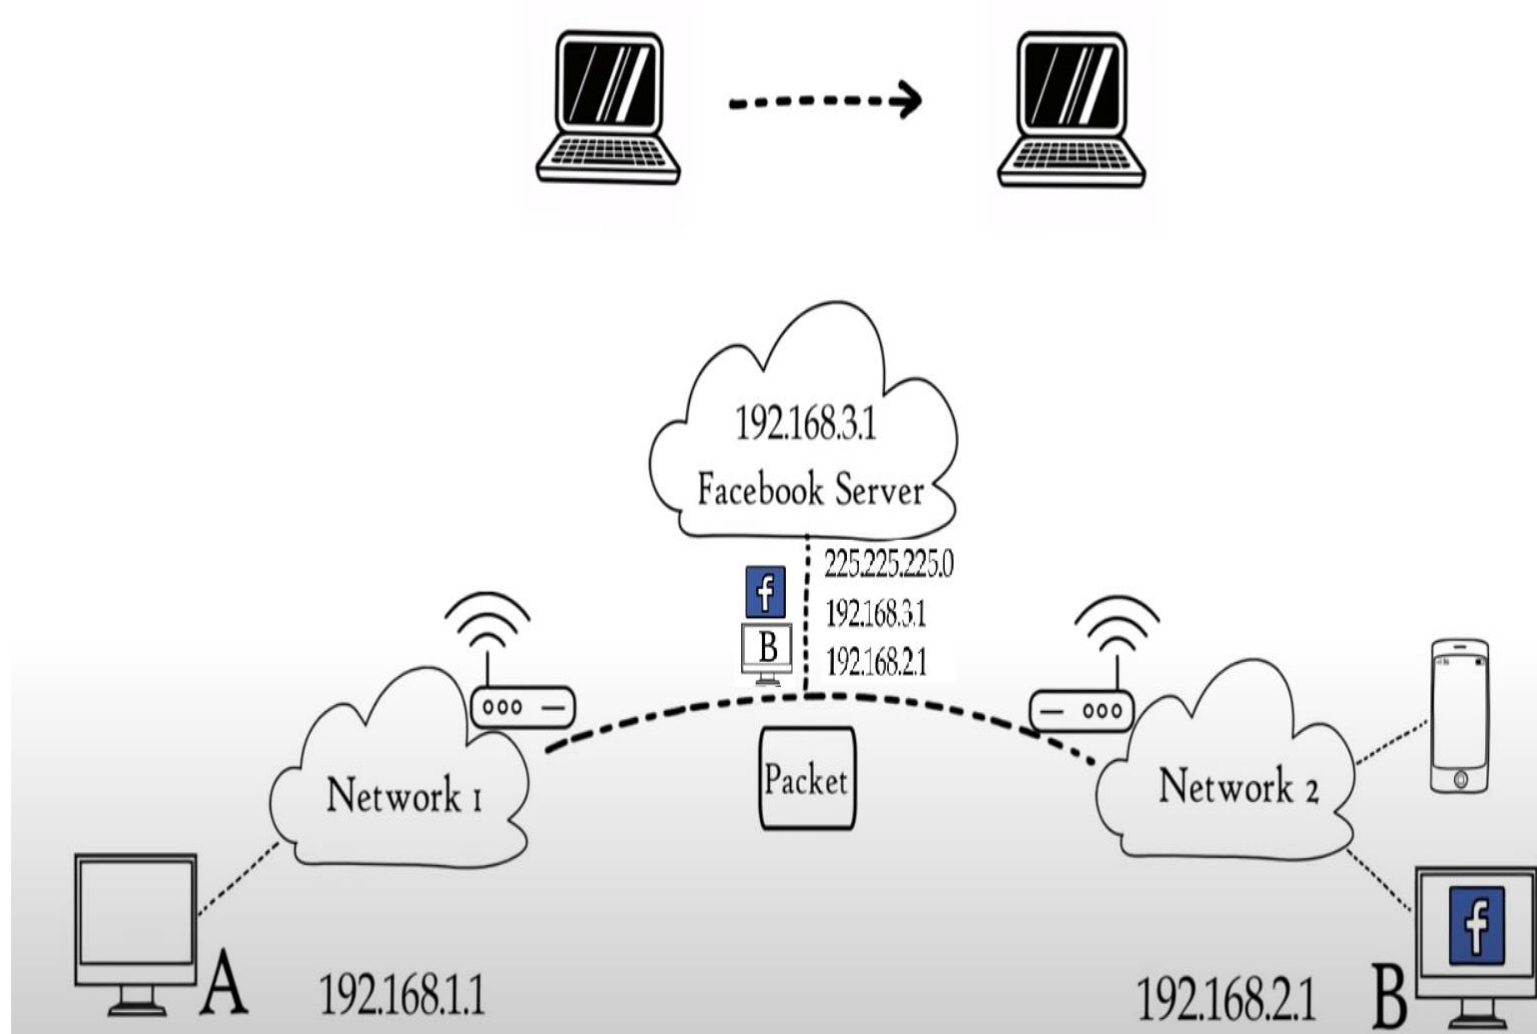 192.168.3.1
Facebook Server
225.225.225.0
f
192.168.3.1
B
192.168.2.1
Network 1
Packet
Network 2
f
A
192.168.1.1
192.168.2.1
B